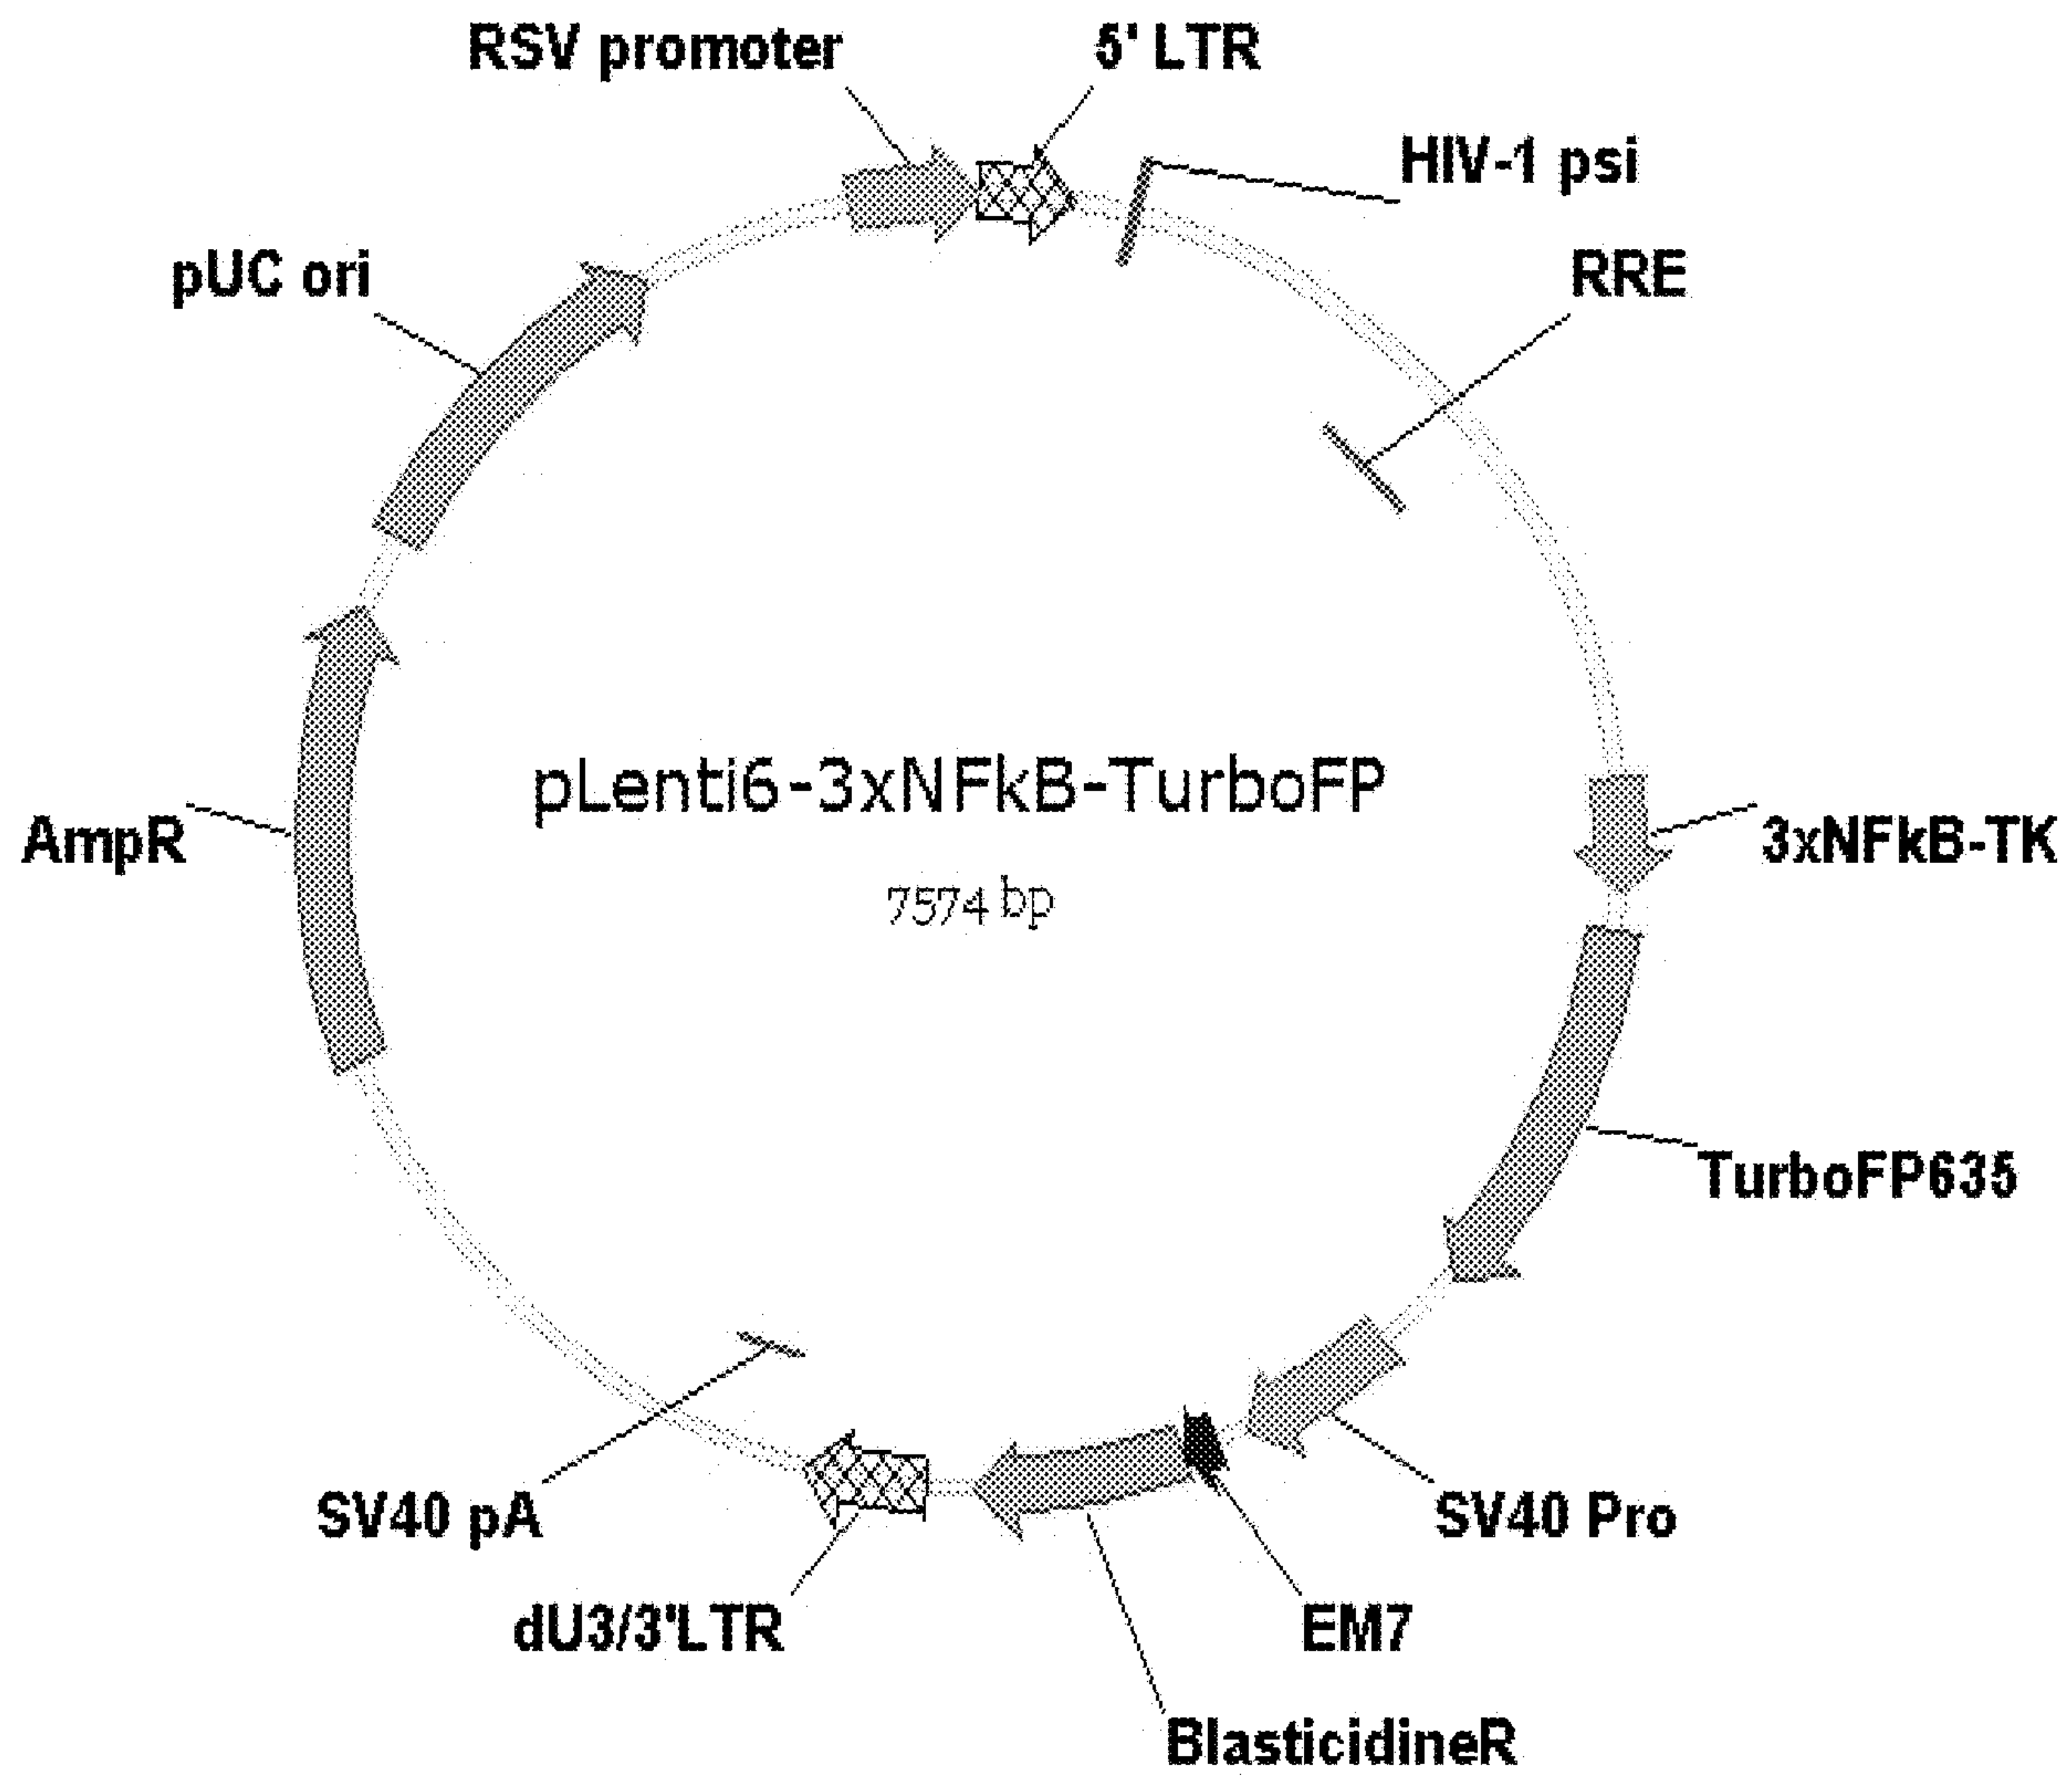 RSV promoter
5' LTR
HIV-1 psi
RRE
pUC ori
pLenti6-3xNFkB-TurboFP
7574 bp
AmpR
3xNFkB-TK
TurboFP635
SV40 pA
SV40 Pro
dU3/3'LTR
EM7
BlasticidineR